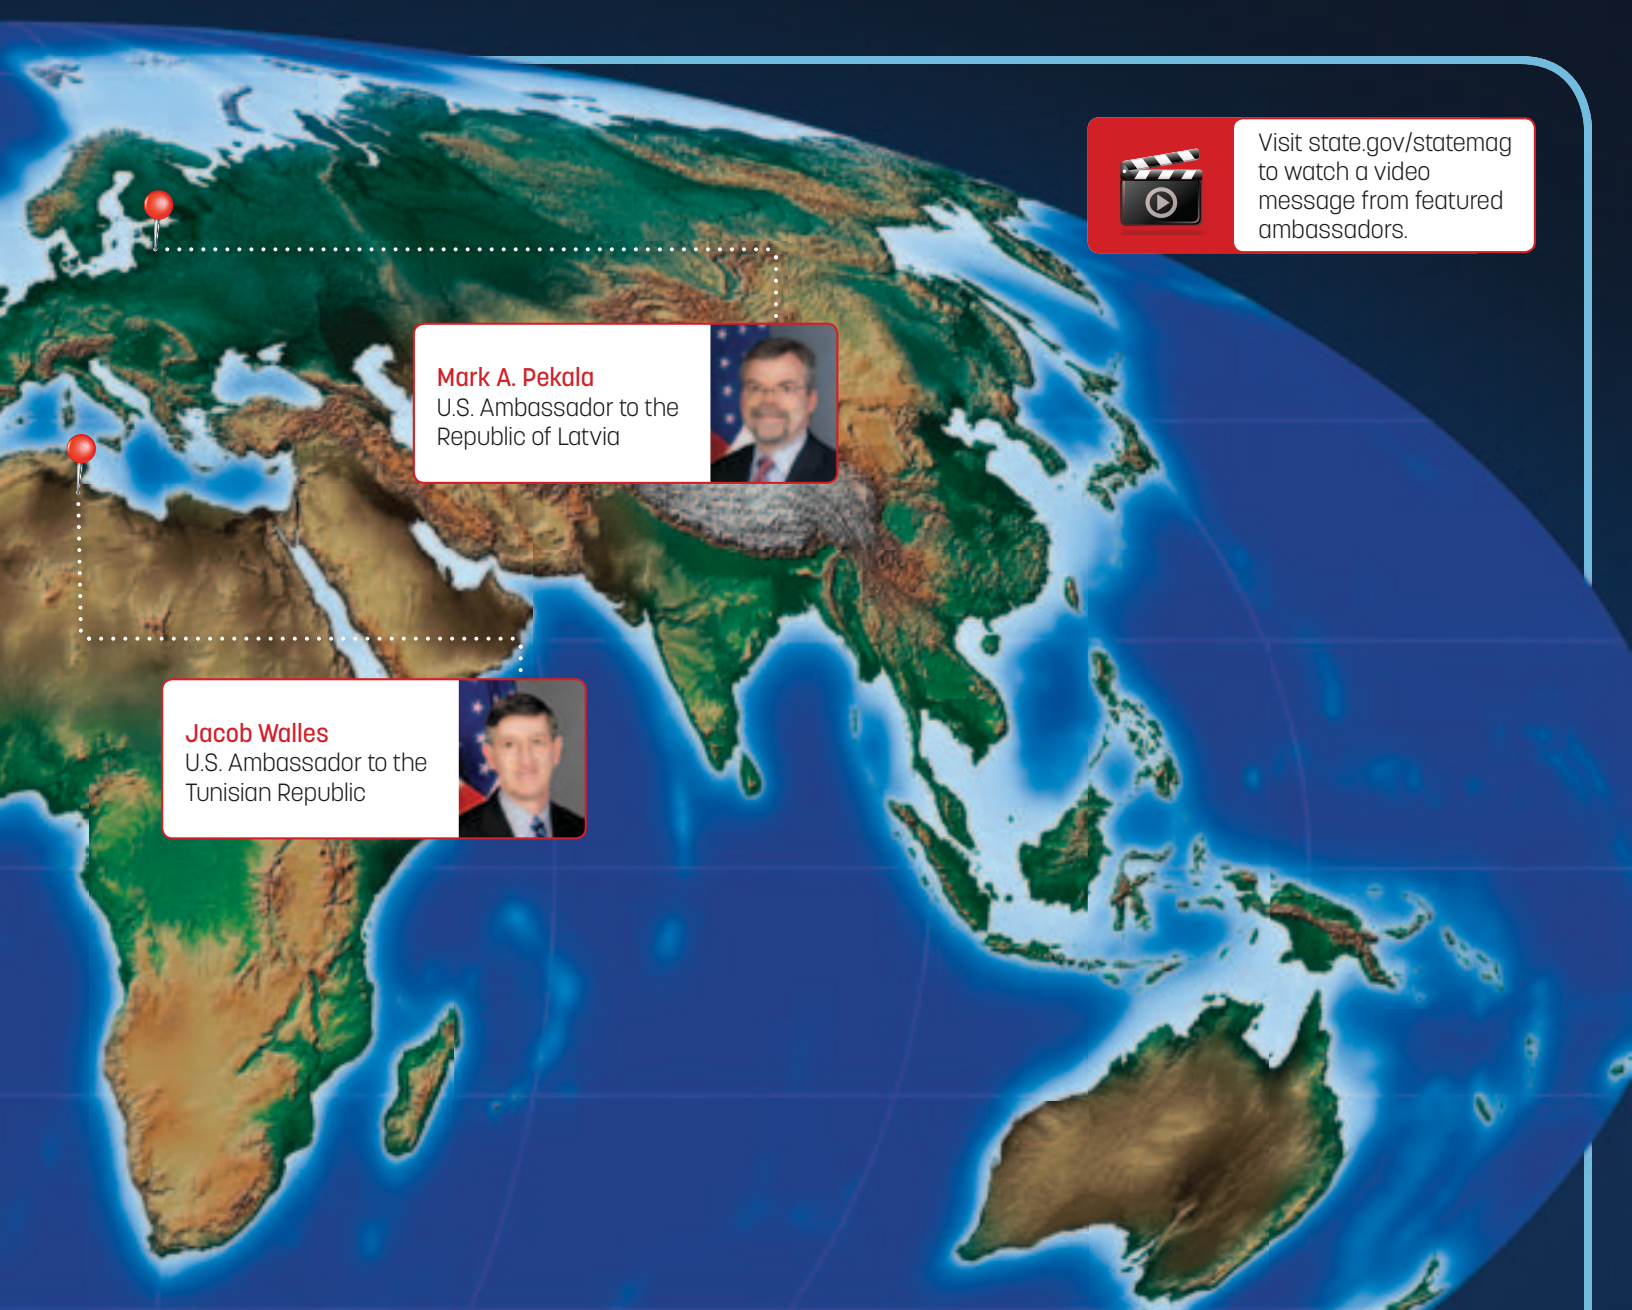 Visit state.gov/statemag
to watch a video
message from featured
ambassadors.
Mark A. Pekala
U.S. Ambassador to the
Republic of Latvia
Jacob Walles
U.S. Ambassador to the
Tunisian Republic